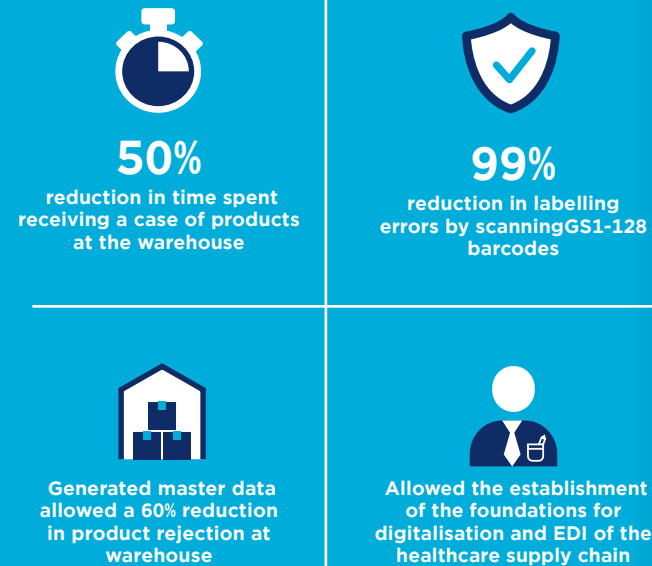 50%
reduction in time spent
receiving a case of products
at the warehouse
99%
reduction in labelling
errors by scanningGS1-128
barcodes
Generated master data
allowed a 60% reduction
in product rejection at
warehouse
Allowed the establishment
of the foundations for
digitalisation and EDI of the
healthcare supply chain